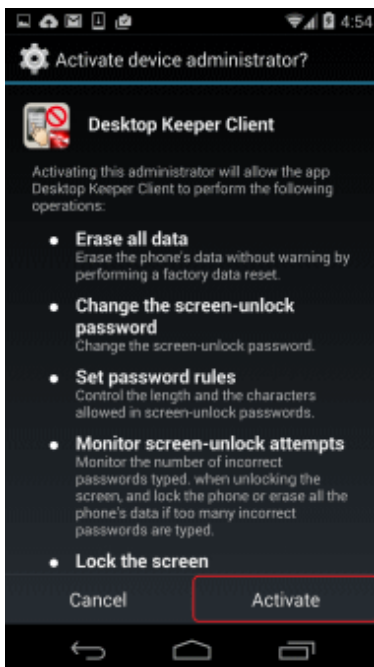 4:54
Activate device administrator?
Desktop Keeper Client
Activating this administrator will allow the app
Desktop Keeper Client to perform the following
operations:
• Erase all data
Erase the phone's data without warning by
performing a factory data reset.
• Change the screen-unlock
password
Change the screen-unlock password.
• Set password rules
Control the length and the characters
allowed in screen-unlock passwords.
• Monitor screen-unlock attempts
Monitor the number of incorrect
passwords typed. when unlocking the
screen, and lock the phone or erase all the
phone's data if too many incorrect
passwords are typed.
• Lock the screen
Cancel Activate